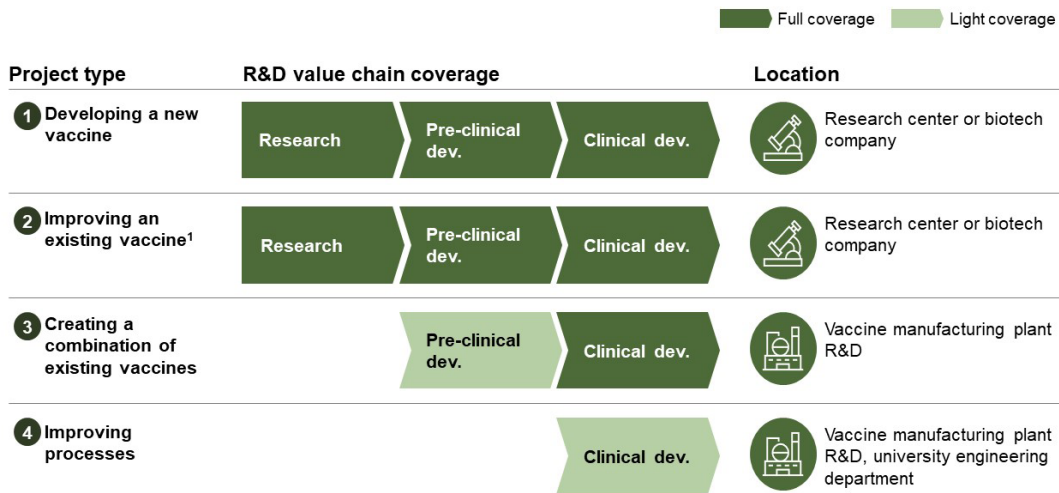 Full coverage
Light coverage
Project type
R&D value chain coverage
Location
1
Developing a new
vaccine
Research
Pre-clinical
dev.
Clinical dev.
Research center or biotech
company
2
Improving an
existing vaccine¹
Research
Pre-clinical
dev.
Clinical dev.
Research center or biotech
company
3
Creating a
combination of
existing vaccines
Pre-clinical
dev.
Clinical dev.
Vaccine manufacturing plant
R&D
4
Improving
processes
Clinical dev.
Vaccine manufacturing plant
R&D, university engineering
department